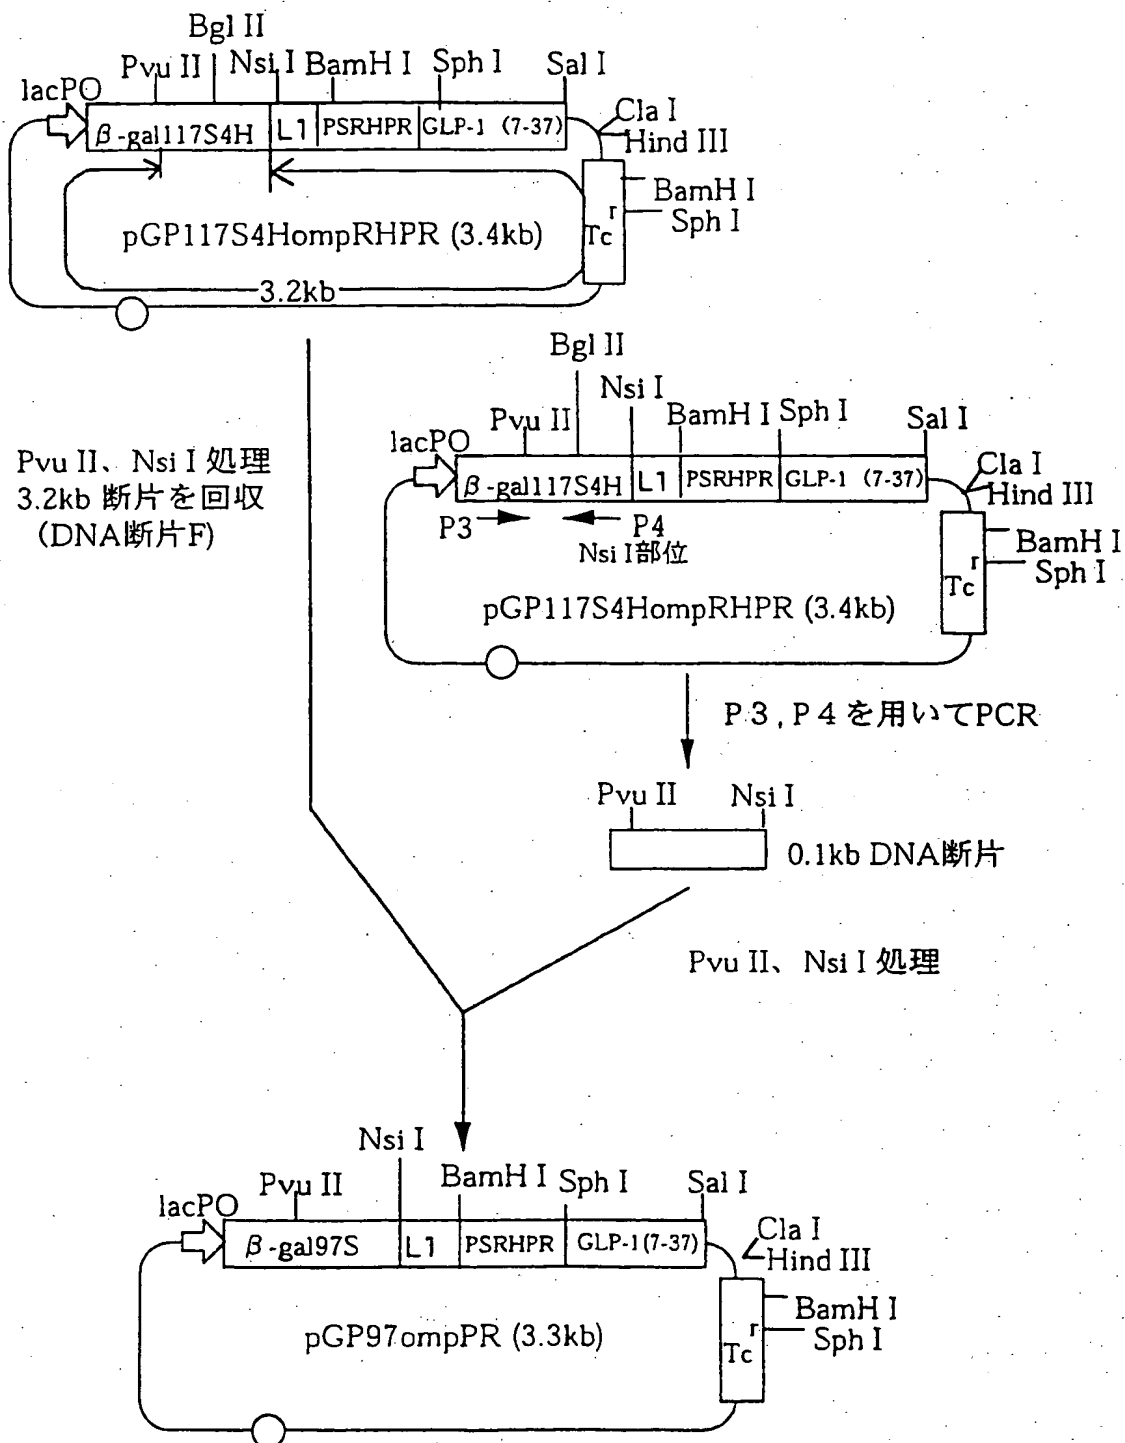 Bgl II
Pvu II Nsi I BamH I Sph I Sal I
lacPO
Cla I
Hind III
β-gal117S4H L1 PSRHPR GLP-1 (7-37)
BamH I
Sph I
Tc r
pGP117S4HompRHPR (3.4kb)
3.2kb
Pvu II、Nsi I 処理
3.2kb 断片を回収
(DNA断片F)
Bgl II
Nsi I
Pvu II BamH I Sph I Sal I
lacPO
Cla I
Hind III
β-gal117S4H L1 PSRHPR GLP-1 (7-37)
P3 P4
Nsi I部位
BamH I
Sph I
Tc r
pGP117S4HompRHPR (3.4kb)
P3,P4を用いてPCR
Pvu II Nsi I
0.1kb DNA断片
Pvu II、Nsi I 処理
Nsi I
Pvu II BamH I Sph I Sal I
lacPO
Cla I
Hind III
β-gal97S L1 PSRHPR GLP-1(7-37)
BamH I
Sph I
Tc r
pGP97ompPR (3.3kb)